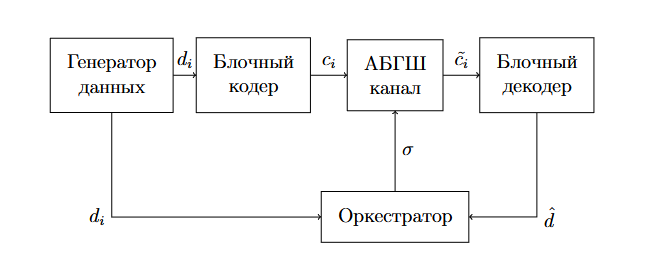 Генератор
данных
d_i
Блочный
кодер
c_i
АБГШ
канал
c̃_i
Блочный
декодер
σ
d_i
Оркестратор
d̂